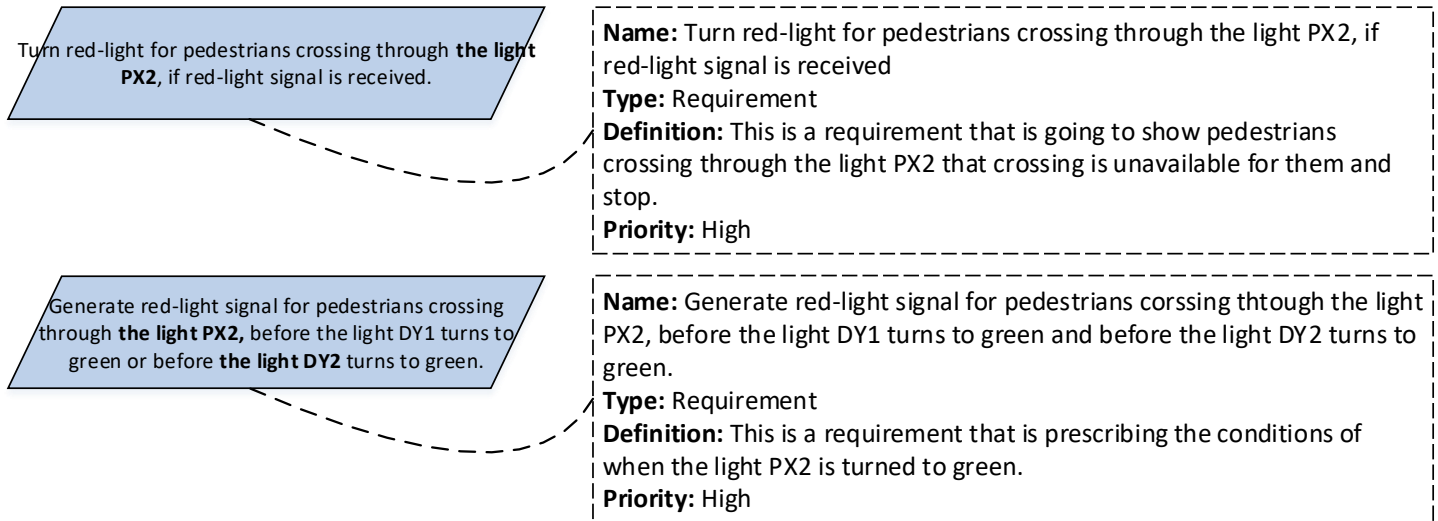 Turn red-light for pedestrians crossing through the light
PX2, if red-light signal is received.
Name: Turn red-light for pedestrians crossing through the light PX2, if
red-light signal is received
Type: Requirement
Definition: This is a requirement that is going to show pedestrians
crossing through the light PX2 that crossing is unavailable for them and
stop.
Priority: High
Generate red-light signal for pedestrians crossing
through the light PX2, before the light DY1 turns to
green or before the light DY2 turns to green.
Name: Generate red-light signal for pedestrians corssing thtough the light
PX2, before the light DY1 turns to green and before the light DY2 turns to
green.
Type: Requirement
Definition: This is a requirement that is prescribing the conditions of
when the light PX2 is turned to green.
Priority: High